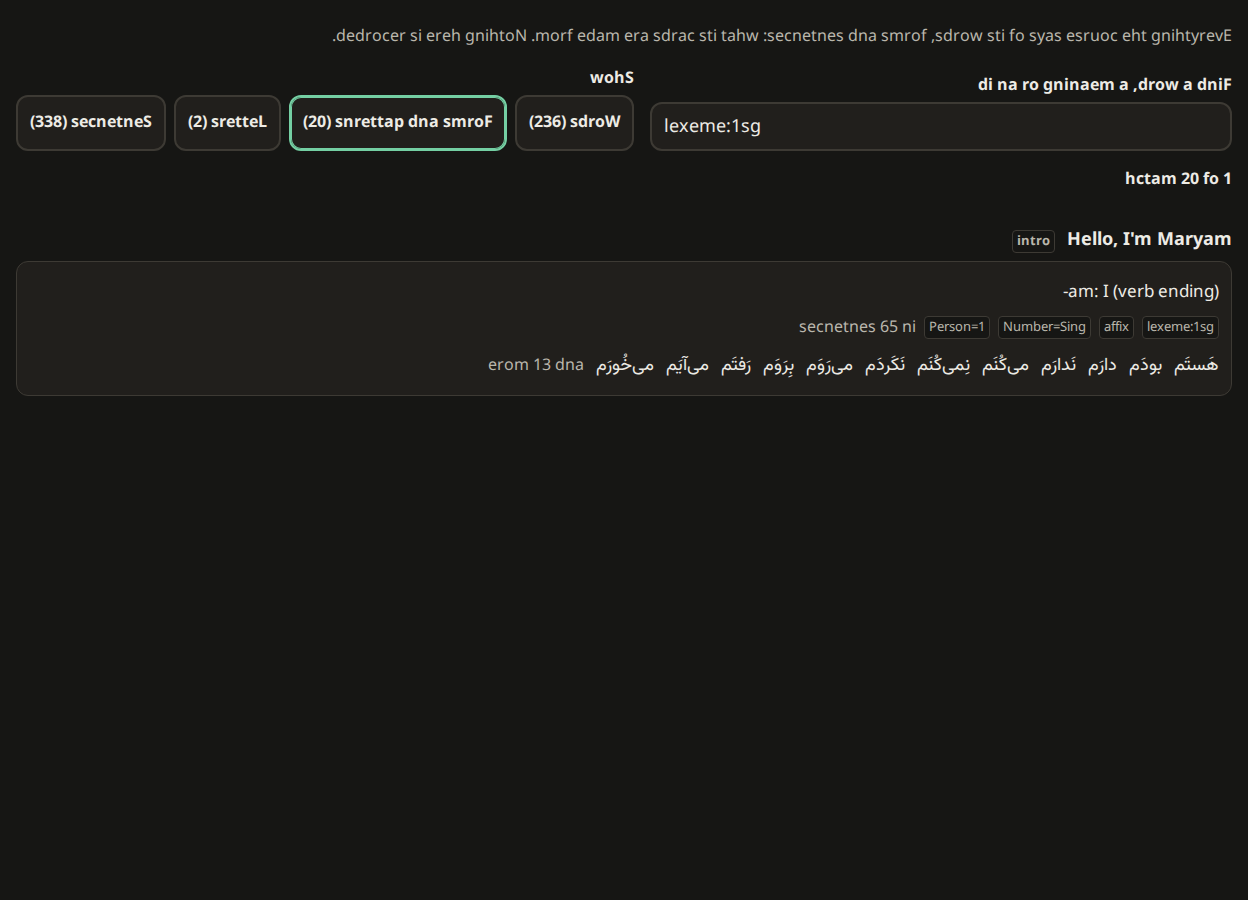 .dedrocer si ereh gnihtoN .mrof edam era sdrac sti tahw :secnetnes dna smrof ,sdrow sti fo syas esruoc eht gnihtyrevE
di na ro gninaem a ,drow a dniF
lexeme:1sg
wohS
(236) sdroW
(20) snrettap dna smroF
(2) sretteL
(338) secnetneS
hctam 20 fo 1
Hello, I'm Maryam intro
-am: I (verb ending)
lexeme:1sg affix Number=Sing Person=1 secnetnes 65 ni
هَستَم بودَم دارَم نَدارَم می‌کُنَم نِمی‌کُنَم نَکَردَم می‌رَوَم بِرَوَم رَفتَم می‌آیَم می‌خُورَم erom 13 dna